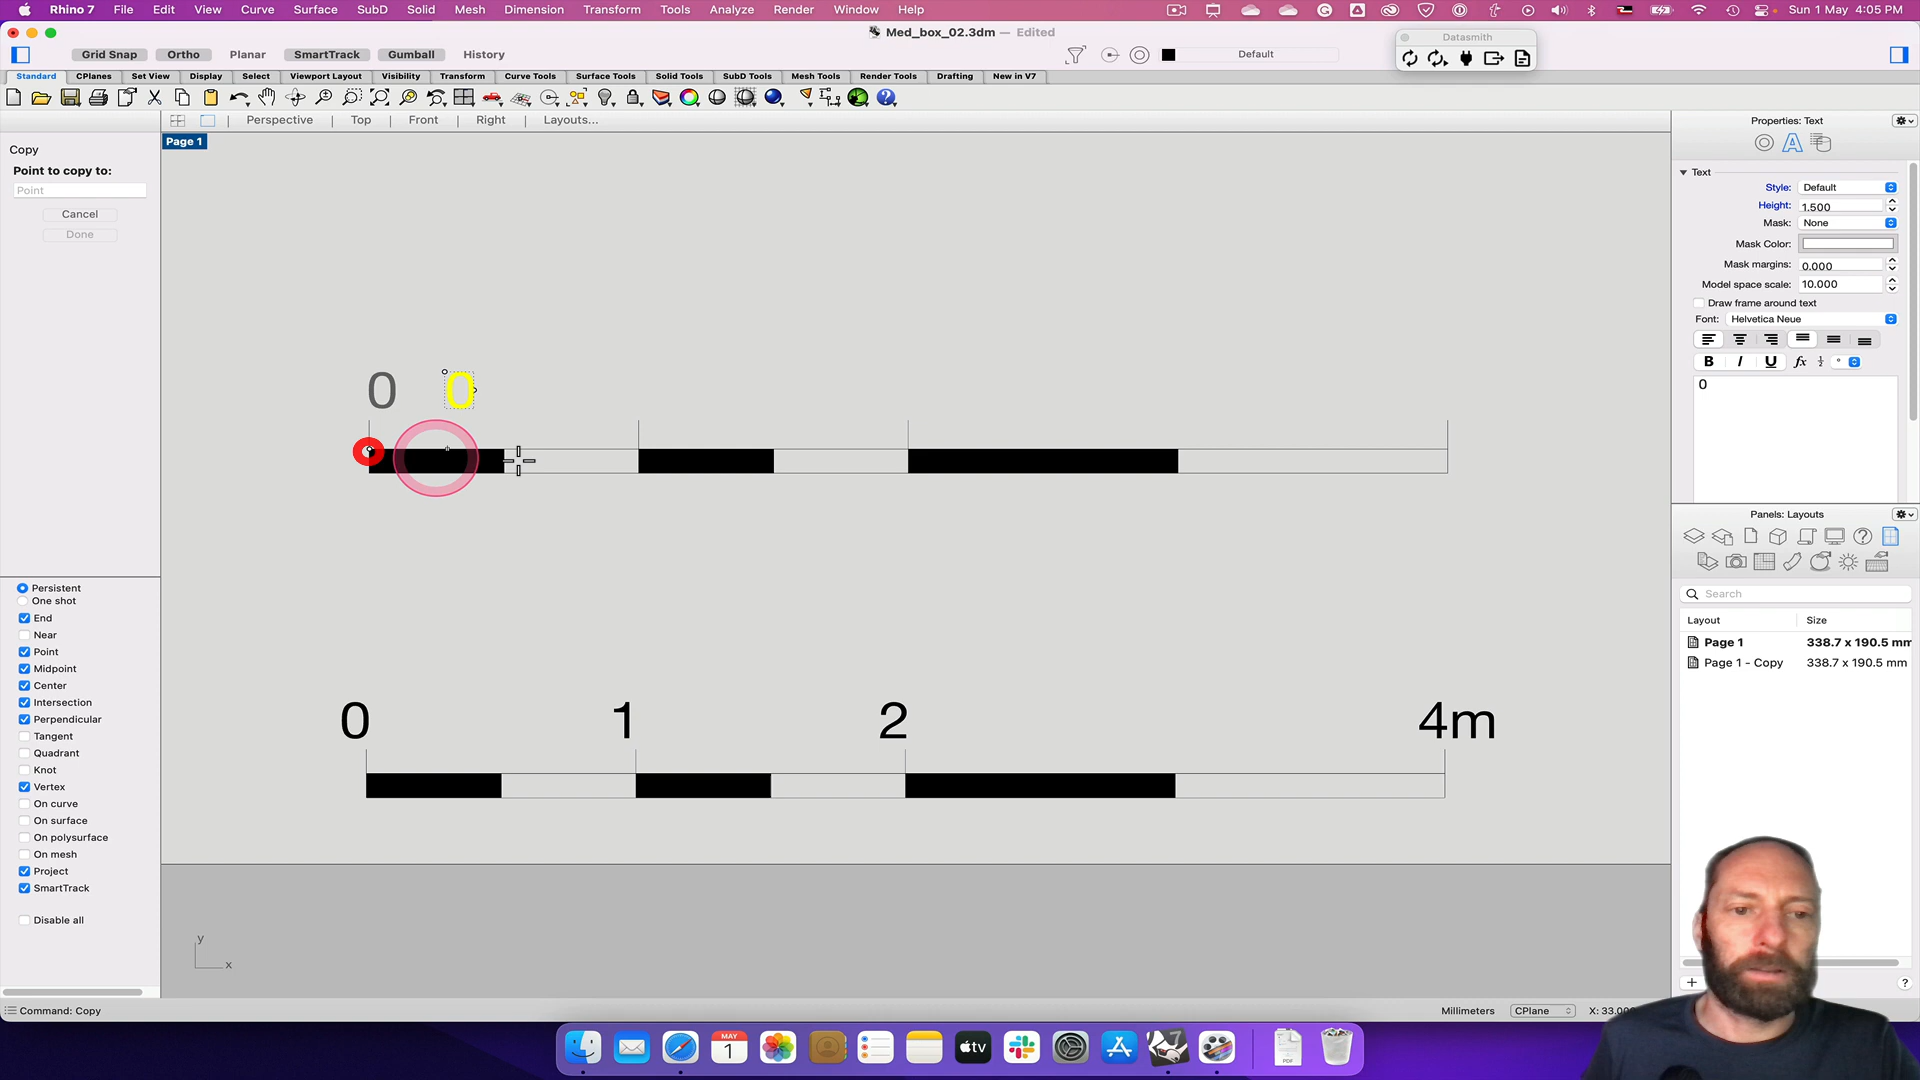 Rhino 7 File Edit View Curve Surface SubD Solid Mesh Dimension Transform Tools Analyze Render Window Help Sun 1 May 4:05 PM
Med_box_02.3dm — Edited
Datasmith
Grid Snap Ortho Planar SmartTrack Gumball History Default
Standard CPlanes Set View Display Select Viewport Layout Visibility Transform Curve Tools Surface Tools Solid Tools SubD Tools Mesh Tools Render Tools Drafting New in V7
Perspective Top Front Right Layouts...
Page 1
Copy
Point to copy to:
Point
Cancel
Done
Persistent
One shot
End
Near
Point
Midpoint
Center
Intersection
Perpendicular
Tangent
Quadrant
Knot
Vertex
On curve
On surface
On polysurface
On mesh
Project
SmartTrack
Disable all
0 0
0 1 2 4m
y
x
Properties: Text
Text
Style: Default
Height: 1.500
Mask: None
Mask Color:
Mask margins: 0.000
Model space scale: 10.000
Draw frame around text
Font: Helvetica Neue
B I U fx
0
Panels: Layouts
Search
Layout Size
Page 1 338.7 x 190.5 mm
Page 1 - Copy 338.7 x 190.5 mm
Command: Copy
Millimeters CPlane X: 33.00
MAY
1
tv
PDF